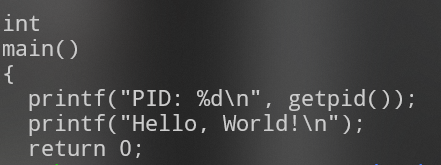 int
main()
{
  printf("PID: %d\n", getpid());
  printf("Hello, World!\n");
  return 0;